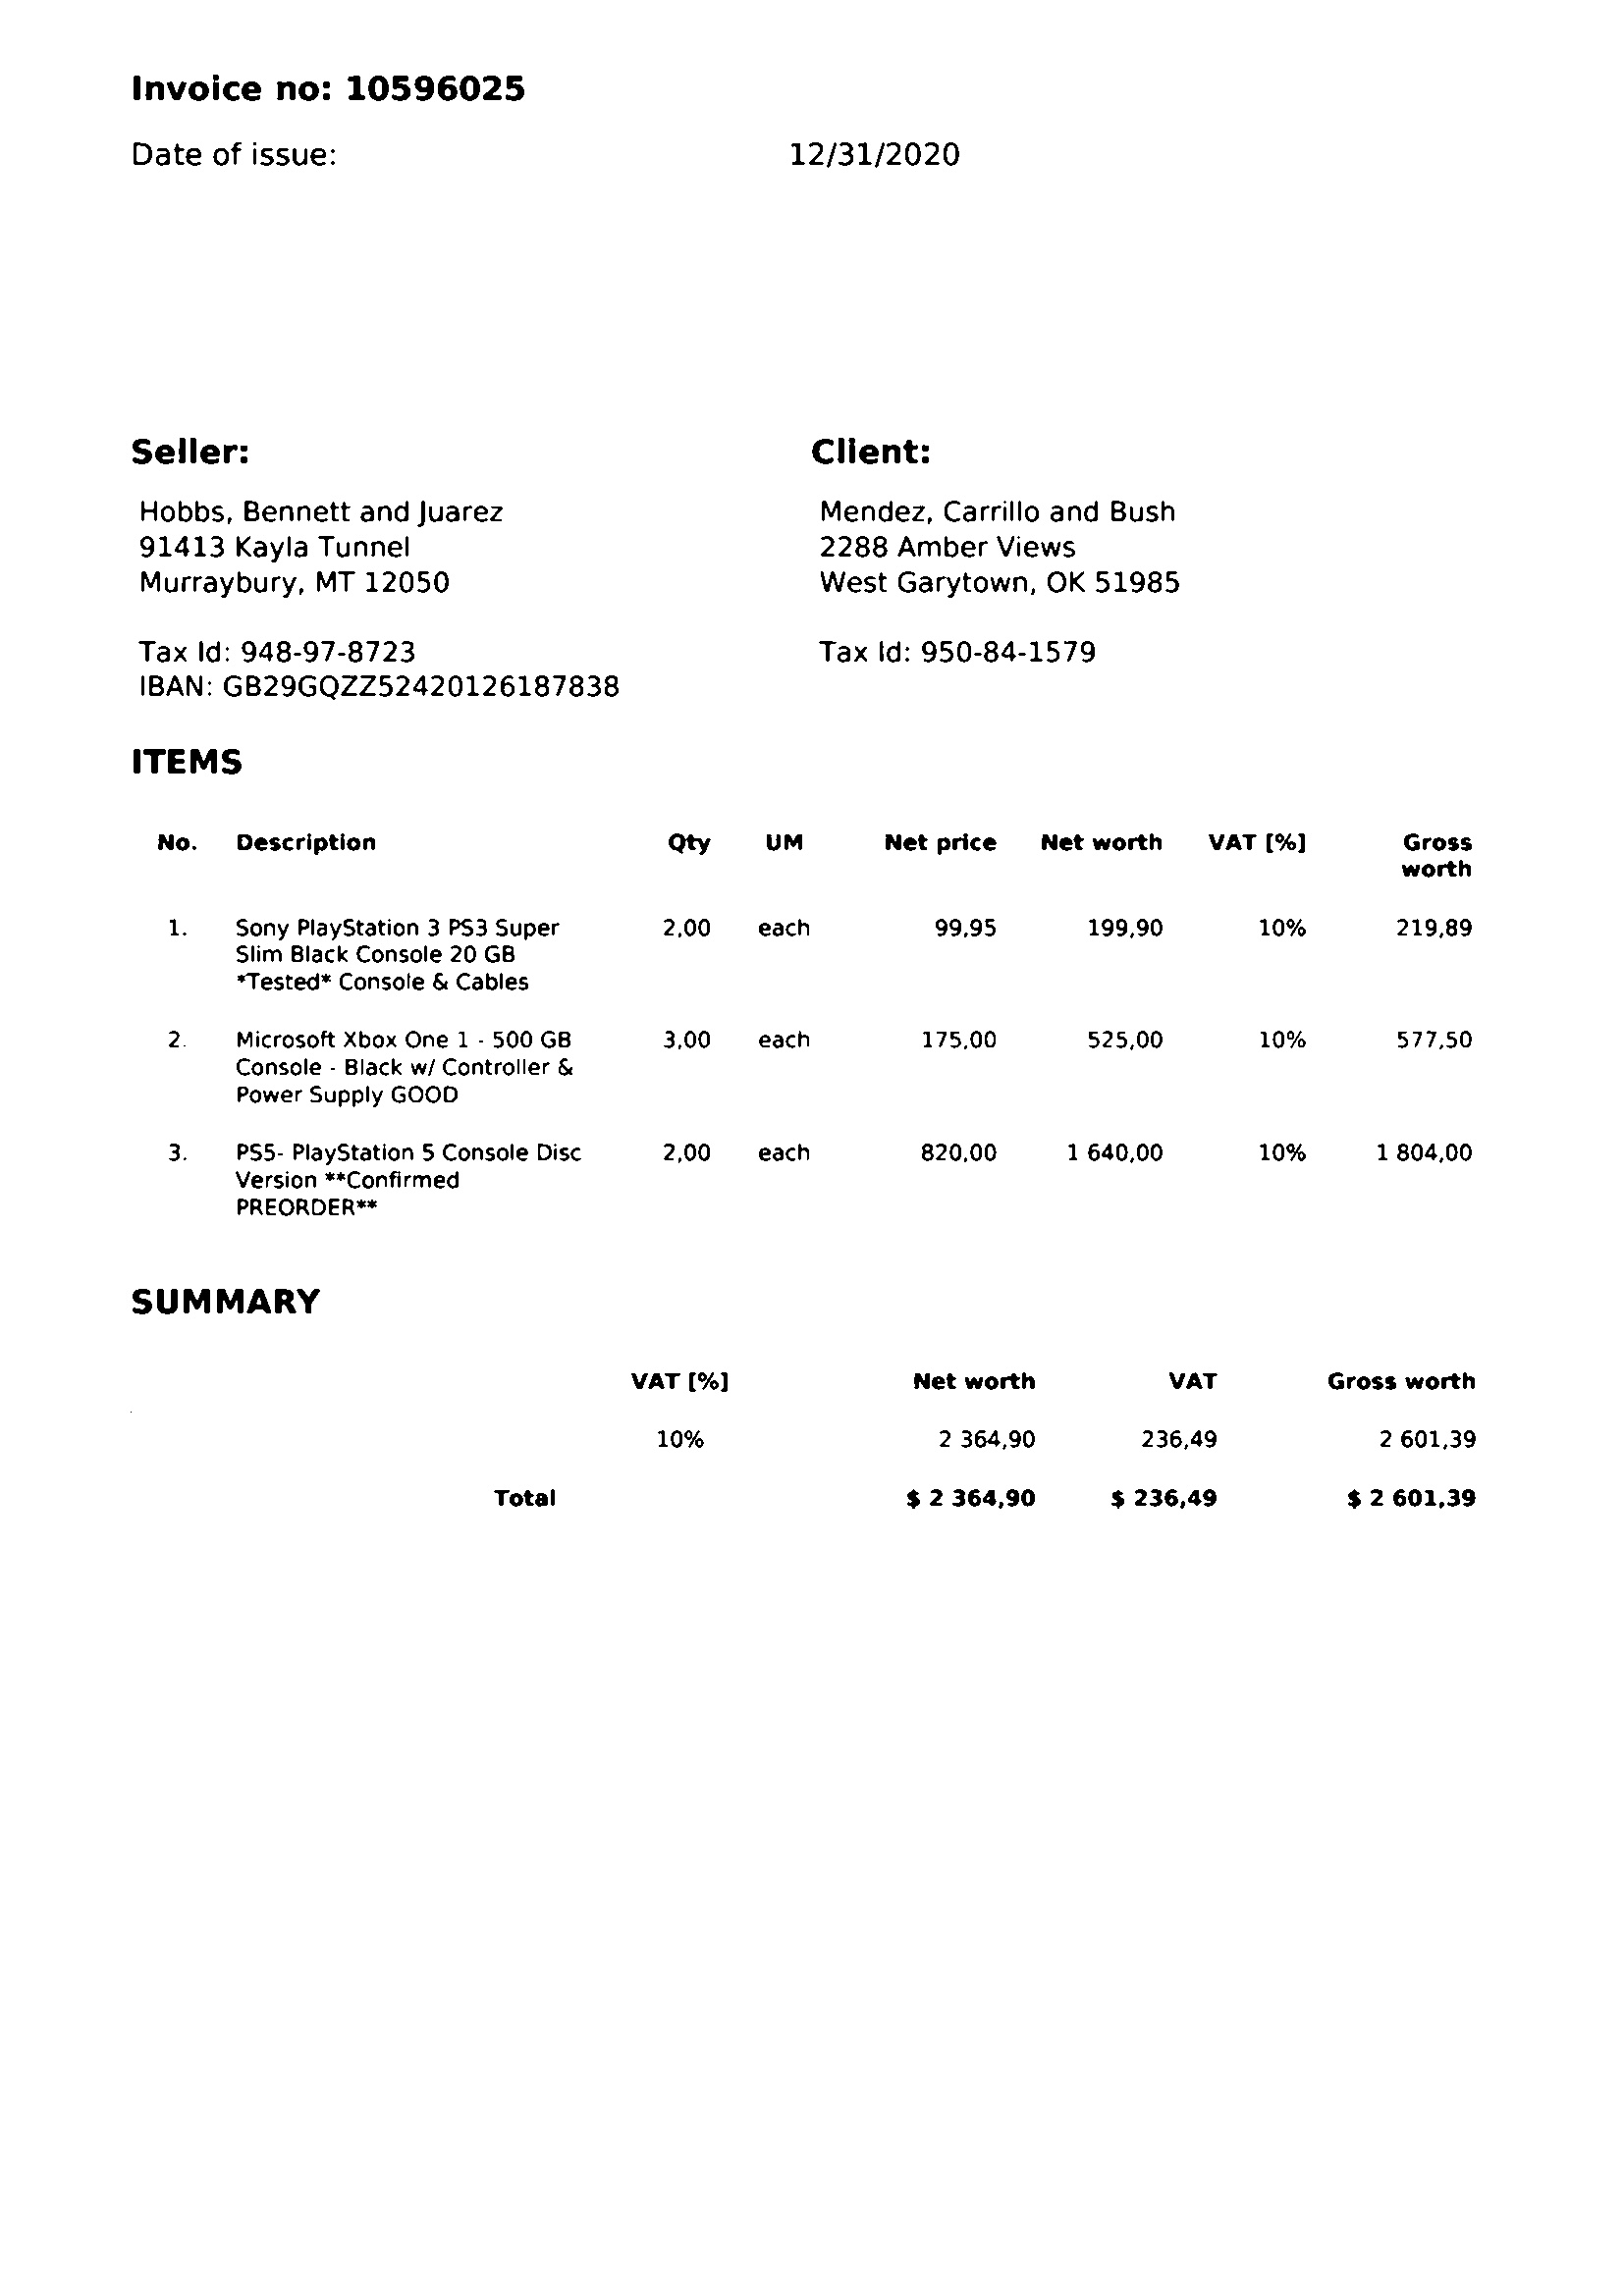 Invoice no: 10596025
Date of issue: 12/31/2020
Seller: Client:
Hobbs, Bennett and Juarez Mendez, Carrillo and Bush
91413 Kayla Tunnel 2288 Amber Views
Murraybury, MT 12050 West Garytown, OK 51985
Tax Id: 948-97-8723 Tax Id: 950-84-1579
IBAN: GB29GQZZ52420126187838
ITEMS
No. Description Qty UM Net price Net worth VAT [%] Gross
worth
1. Sony PlayStation 3 PS3 Super 2,00 each 99,95 199,90 10% 219,89
Slim Black Console 20 GB
*Tested* Console & Cables
2. Microsoft Xbox One 1 - 500 GB 3,00 each 175,00 525,00 10% 577,50
Console - Black w/ Controller &
Power Supply GOOD
3. PS5- PlayStation 5 Console Disc 2,00 each 820,00 1 640,00 10% 1 804,00
Version **Confirmed
PREORDER**
SUMMARY
VAT [%] Net worth VAT Gross worth
10% 2 364,90 236,49 2 601,39
Total $ 2 364,90 $ 236,49 $ 2 601,39